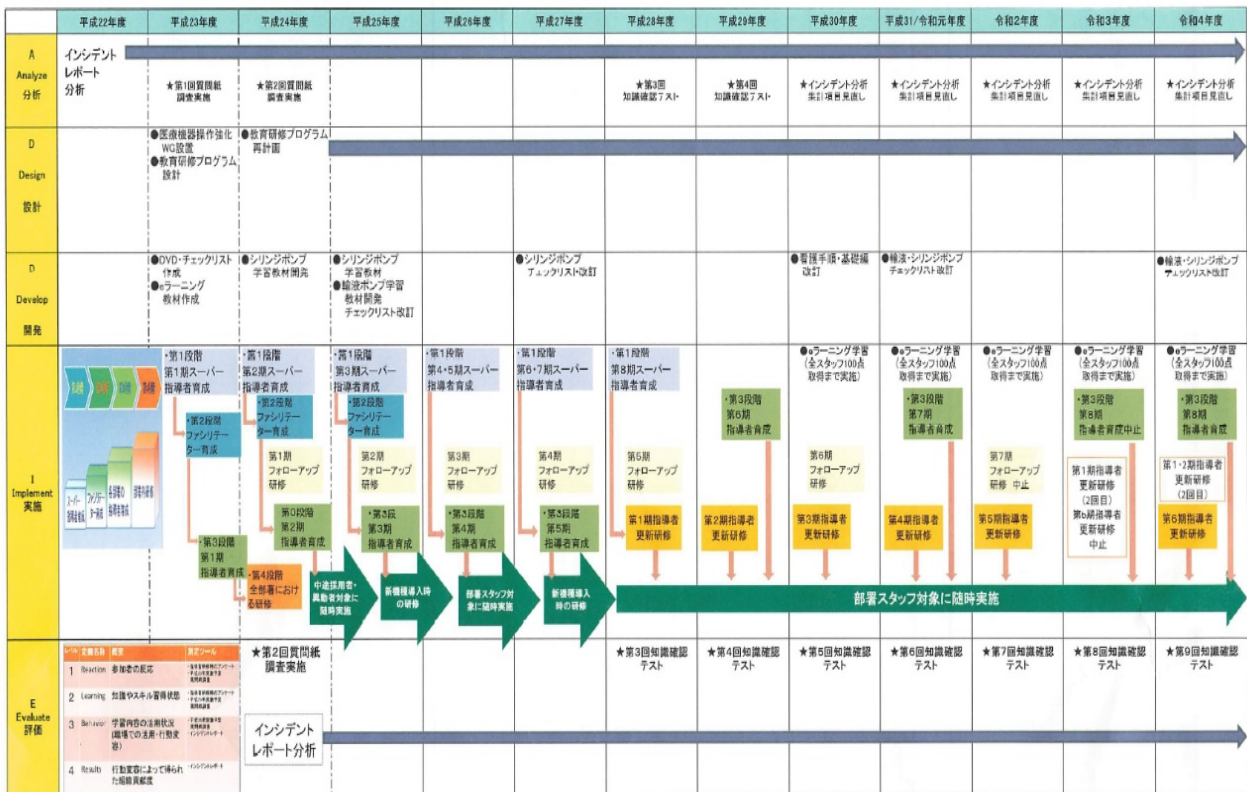 平成22年度
平成23年度
平成24年度
平成25年度
平成26年度
平成27年度
平成28年度
平成29年度
平成30年度
平成31/令和元年度
令和2年度
令和3年度
令和4年度
A
Analyze
分析
インシデント
レポート
分析
★第1回質問紙
調査実施
★第2回質問紙
調査実施
★第3回
知識確認テスト
★第4回
知識確認テスト
★インシデント分析
集計項目見直し
★インシデント分析
集計項目見直し
★インシデント分析
集計項目見直し
★インシデント分析
集計項目見直し
★インシデント分析
集計項目見直し
D
Design
設計
●医療機器操作強化
WG設置
●教育研修プログラム
設計
●教育研修プログラム
再計画
D
Develop
開発
●DVD・チェックリスト
作成
●eラーニング
教材作成
●シリンジポンプ
学習教材開発
●シリンジポンプ
学習教材
●輸液ポンプ学習
教材開発
チェックリスト改訂
●シリンジポンプ
チェックリスト改訂
●看護手順・基礎編
改訂
●輸液・シリンジポンプ
チェックリスト改訂
●輸液・シリンジポンプ
チェックリスト改訂
I
Implement
実施
・第1段階
第1期スーパー
指導者育成
・第2段階
ファシリテー
ター育成
・第3段階
第1期
指導者育成
・第4段階
全部署におけ
る研修
・第1段階
第2期スーパー
指導者育成
・第2段階
ファシリテー
ター育成
第1期
フォローアップ
研修
第2期
指導者育成
中途採用者・
異動者対象に
随時実施
・第1段階
第3期スーパー
指導者育成
・第2段階
ファシリテー
ター育成
第2期
フォローアップ
研修
・第3段
第3期
指導者育成
新機種導入時
の研修
・第1段階
第4・5期スーパー
指導者育成
第3期
フォローアップ
研修
・第3段階
第4期
指導者育成
部署スタッフ対
象に随時実施
・第1段階
第6・7期スーパー
指導者育成
第4期
フォローアップ
研修
・第3段階
第5期
指導者育成
新機種導入
時の研修
・第1段階
第8期スーパー
指導者育成
第5期
フォローアップ
研修
第1期指導者
更新研修
・第3段階
第6期
指導者育成
第2期指導者
更新研修
●eラーニング学習
(全スタッフ100点
取得まで実施)
第6期
フォローアップ
研修
第3期指導者
更新研修
●eラーニング学習
(全スタッフ100点
取得まで実施)
・第3段階
第7期
指導者育成
第4期指導者
更新研修
●eラーニング学習
(全スタッフ100点
取得まで実施)
第7期
フォローアップ
研修 中止
第5期指導者
更新研修
●eラーニング学習
(全スタッフ100点
取得まで実施)
・第3段階
第8期
指導者育成中止
第1期指導者
更新研修
(2回目)
第6期指導者
更新研修
中止
●eラーニング学習
(全スタッフ100点
取得まで実施)
・第3段階
第8期
指導者育成
第1・2期指導者
更新研修
(2回目)
第6期指導者
更新研修
部署スタッフ対象に随時実施
E
Evaluate
評価
レベル 定義名称 概要 測定ツール
1 Reaction 参加者の反応
2 Learning 知識やスキル習得状態
3 Behavior 学習内容の活用状況
(職場での活用・行動変
容)
・インシデントレポート
4 Results 行動変容によって得られ
た組織貢献度
・インシデントレポート
★第2回質問紙
調査実施
インシデント
レポート分析
★第3回知識確認
テスト
★第4回知識確認
テスト
★第5回知識確認
テスト
★第6回知識確認
テスト
★第7回知識確認
テスト
★第8回知識確認
テスト
★第9回知識確認
テスト